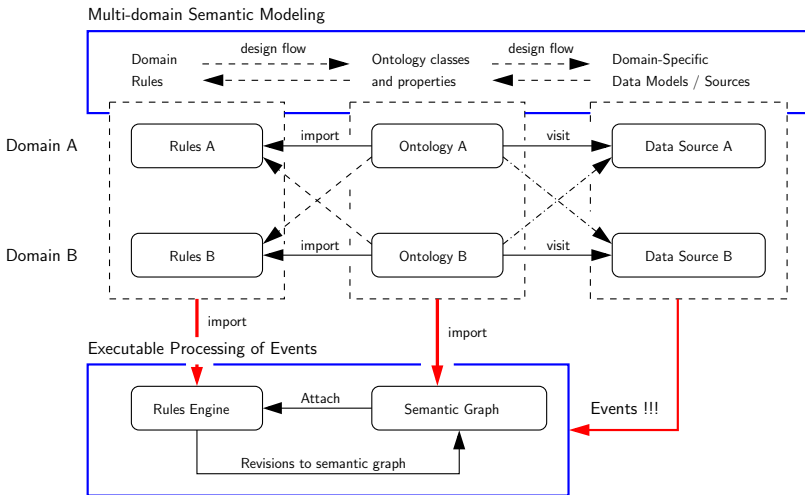 Multi-domain Semantic Modeling
design flow
design flow
Domain
Rules
Ontology classes
and properties
Domain-Specific
Data Models / Sources
Domain A
Rules A
import
Ontology A
visit
Data Source A
Domain B
Rules B
import
Ontology B
visit
Data Source B
import
import
Executable Processing of Events
Rules Engine
Attach
Semantic Graph
Events !!!
Revisions to semantic graph